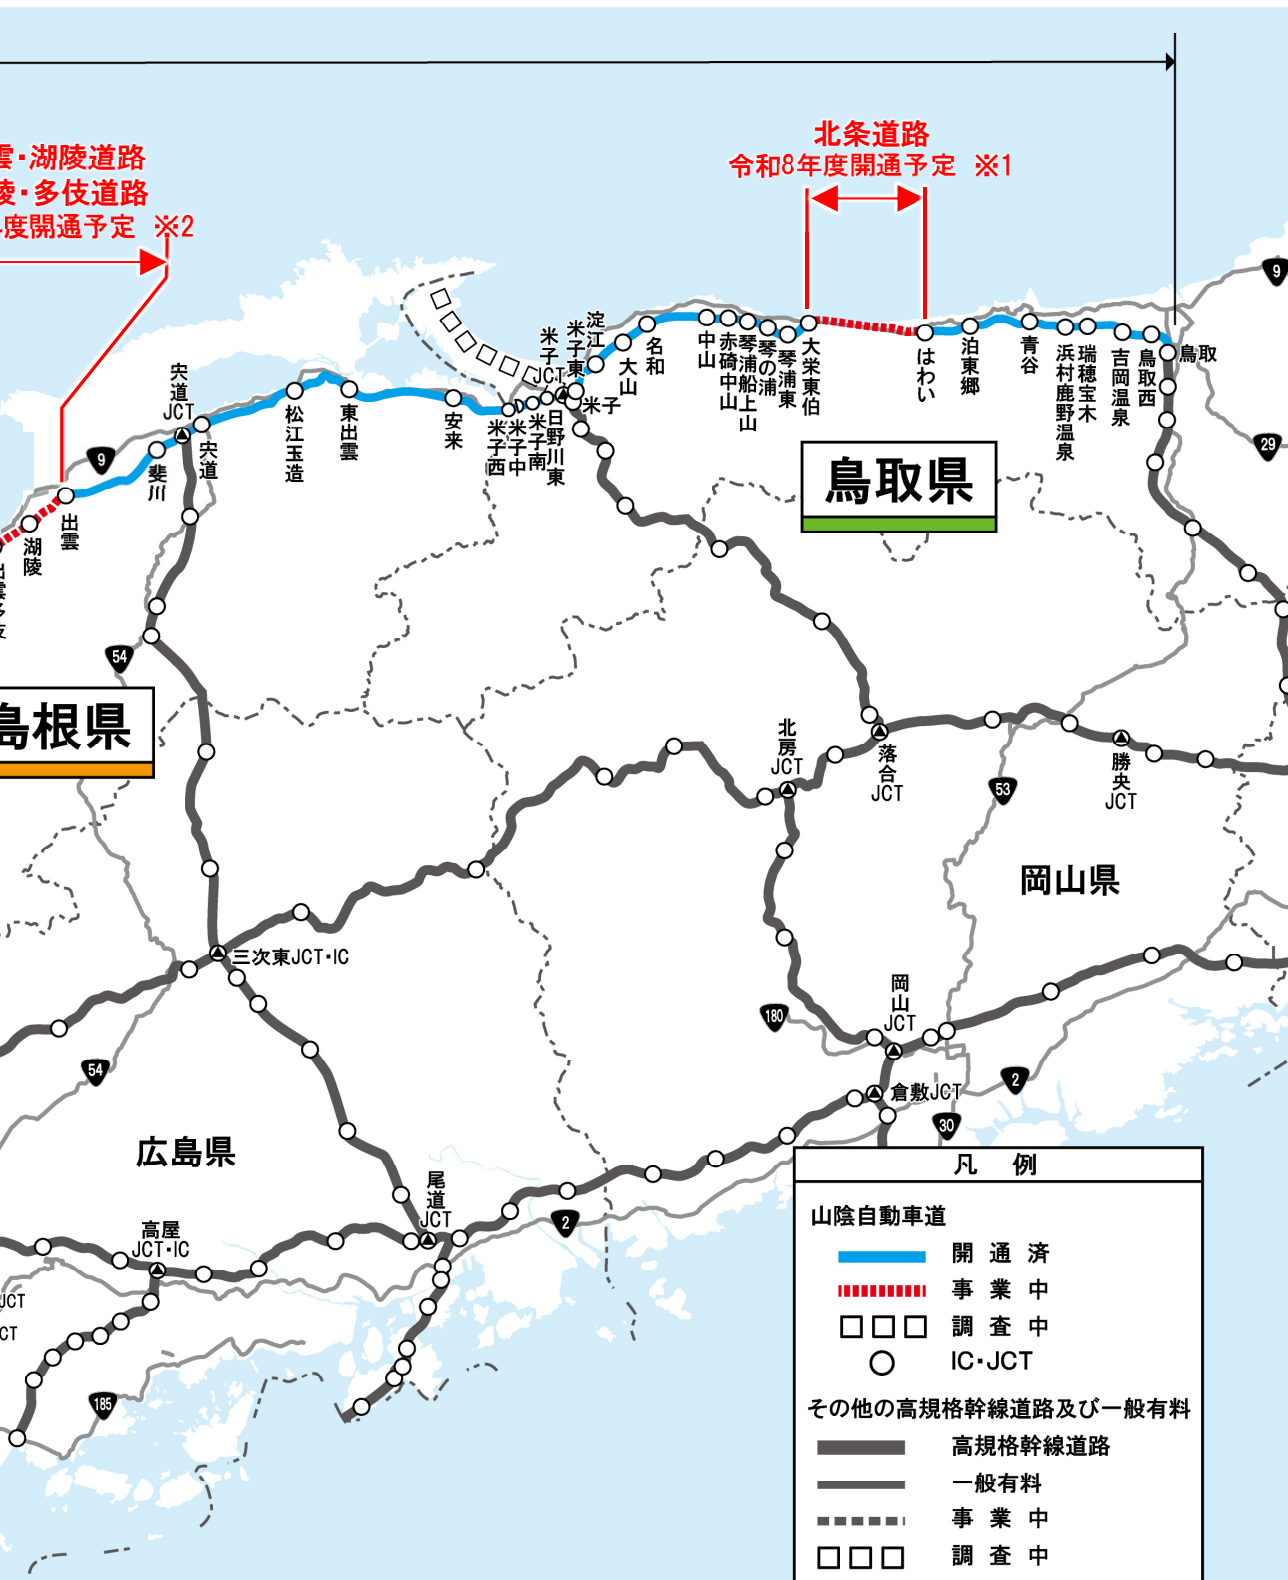 北条道路
令和8年度開通予定 ※1
雲・湖陵道路
陵・多伎道路
年度開通予定 ※2
9
米子JCT
米子東
淀江
大山
名和
中山
赤碕中山
琴浦船上山
琴の浦
琴浦東
大栄東伯
はわい
泊東郷
青谷
浜村鹿野温泉
瑞穂宝木
吉岡温泉
鳥取西
鳥取
宍道JCT
宍道
松江玉造
東出雲
安来
米子西
米子中
米子南
日野川東
米子
9
斐川
出雲
湖陵
出雲多岐
29
鳥取県
54
島根県
北房JCT
落合JCT
53
勝央JCT
岡山県
三次東JCT・IC
岡山JCT
180
54
2
倉敷JCT
30
広島県
尾道JCT
2
高屋JCT・IC
JCT
CT
185
凡 例
山陰自動車道
開通済
事業中
調査中
IC・JCT
その他の高規格幹線道路及び一般有料
高規格幹線道路
一般有料
事業中
調査中